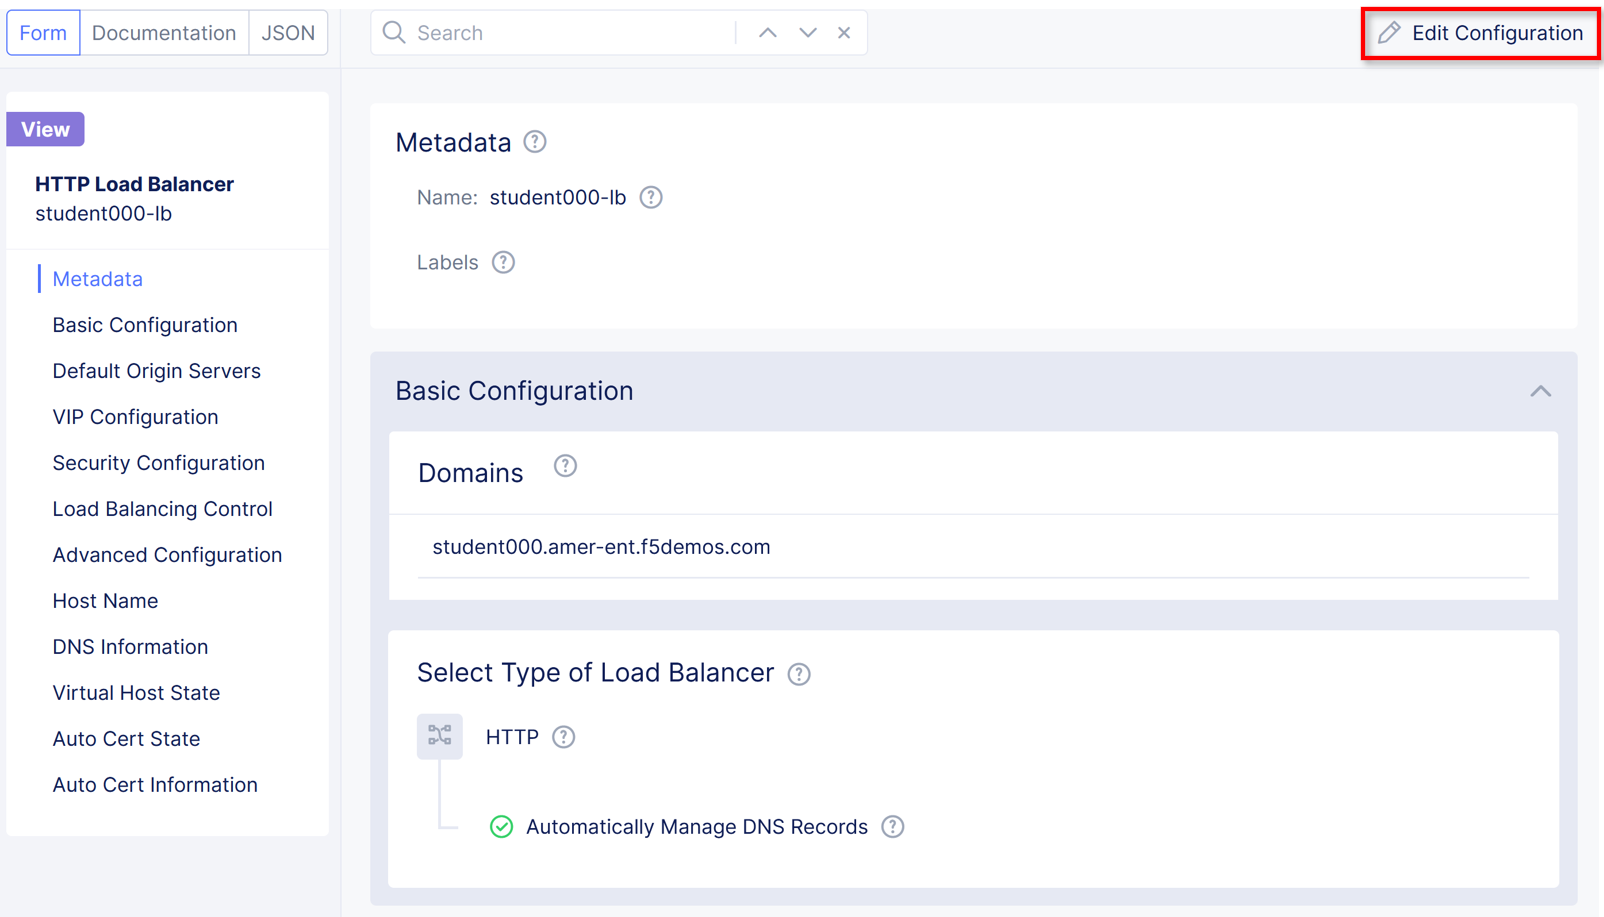 Form Documentation JSON
Search
Edit Configuration
View
HTTP Load Balancer
student000-lb
Metadata
Basic Configuration
Default Origin Servers
VIP Configuration
Security Configuration
Load Balancing Control
Advanced Configuration
Host Name
DNS Information
Virtual Host State
Auto Cert State
Auto Cert Information
Metadata
Name: student000-lb
Labels
Basic Configuration
Domains
student000.amer-ent.f5demos.com
Select Type of Load Balancer
HTTP
Automatically Manage DNS Records